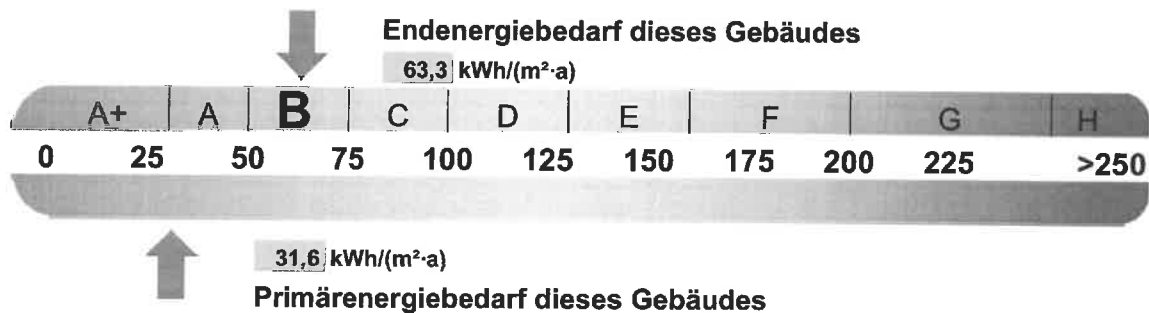 Endenergiebedarf dieses Gebäudes
63,3 kWh/(m²·a)
A+ A B C D E F G H
0 25 50 75 100 125 150 175 200 225 >250
31,6 kWh/(m²·a)
Primärenergiebedarf dieses Gebäudes